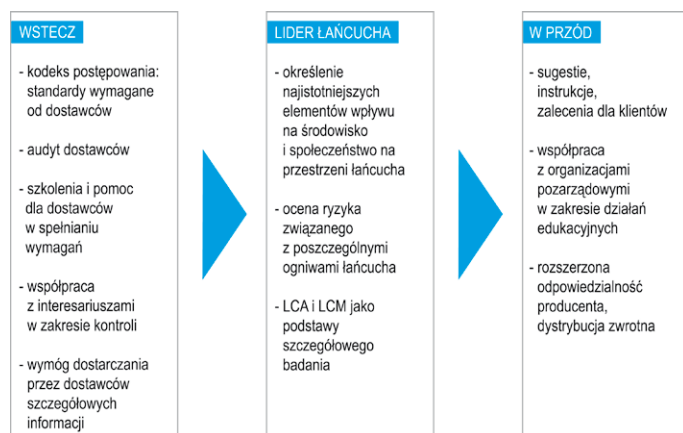 WSTECZ
- kodeks postępowania:
standardy wymagane
od dostawców
- audyt dostawców
- szkolenia i pomoc
dla dostawców
w spełnianiu
wymagań
- współpraca
z interesariuszami
w zakresie kontroli
- wymóg dostarczania
przez dostawców
szczegółowych
informacji
LIDER ŁAŃCUCHA
- określenie
najistotniejszych
elementów wpływu
na środowisko
i społeczeństwo na
przestrzeni łańcucha
- ocena ryzyka
związanego
z poszczególnymi
ogniwami łańcucha
- LCA i LCM jako
podstawy
szczegółowego
badania
W PRZÓD
- sugestie,
instrukcje,
zalecenia dla klientów
- współpraca
z organizacjami
pozarządowymi
w zakresie działań
edukacyjnych
- rozszerzona
odpowiedzialność
producenta,
dystrybucja zwrotna